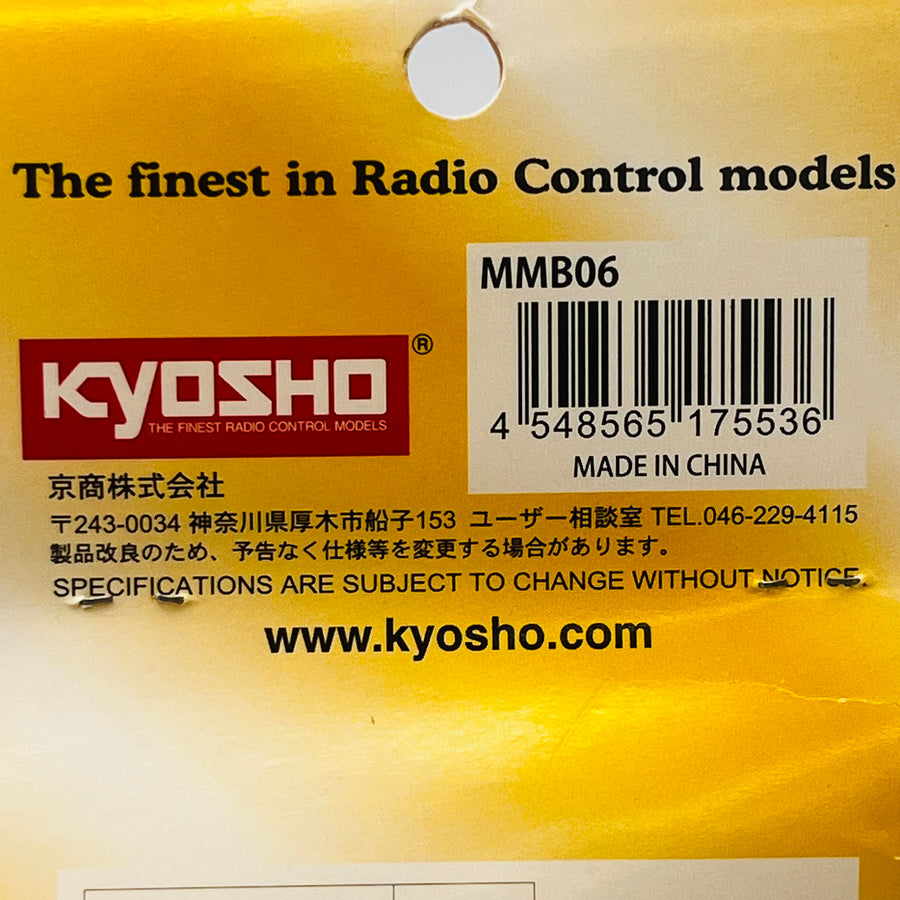 The finest in Radio Control models
MMB06
4 548565 175536
MADE IN CHINA
KYOSHO®
THE FINEST RADIO CONTROL MODELS
京商株式会社
〒243-0034 神奈川県厚木市船子153 ユーザー相談室 TEL.046-229-4115
製品改良のため、予告なく仕様等を変更する場合があります。
SPECIFICATIONS ARE SUBJECT TO CHANGE WITHOUT NOTICE
www.kyosho.com